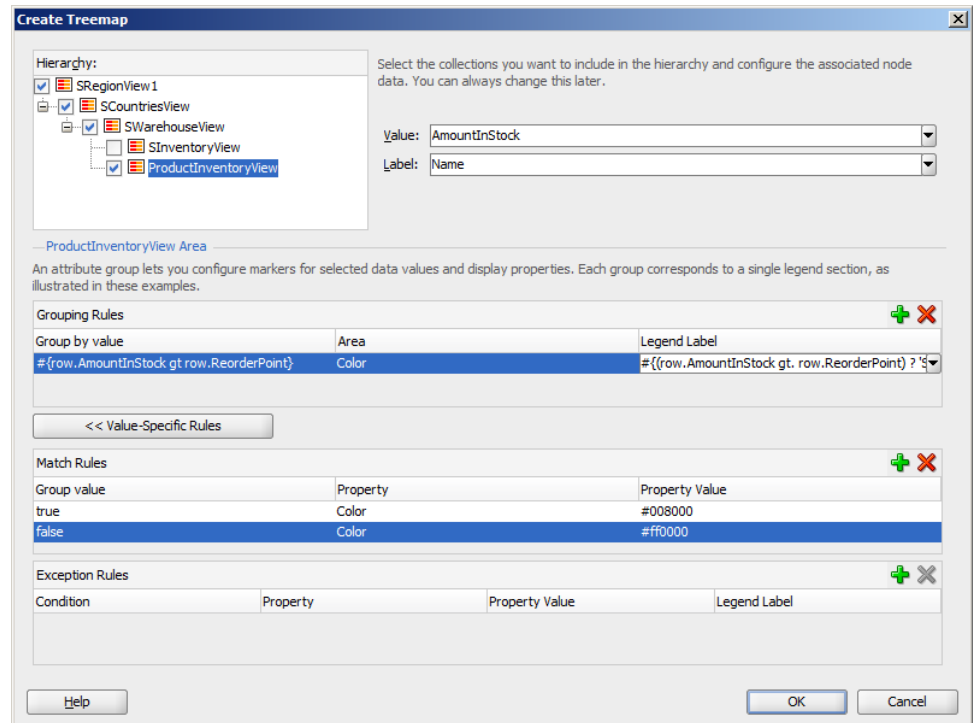 Create Treemap
Hierarchy:
SRegionView1
SCountriesView
SWarehouseView
SInventoryView
ProductInventoryView
Select the collections you want to include in the hierarchy and configure the associated node
data. You can always change this later.
Value: AmountInStock
Label: Name
ProductInventoryView Area
An attribute group lets you configure markers for selected data values and display properties. Each group corresponds to a single legend section, as
illustrated in these examples.
Grouping Rules
Group by value Area Legend Label
#{row.AmountInStock gt row.ReorderPoint} Color #{(row.AmountInStock gt. row.ReorderPoint) ? 'S
<< Value-Specific Rules
Match Rules
Group value Property Property Value
true Color #008000
false Color #ff0000
Exception Rules
Condition Property Property Value Legend Label
Help OK Cancel